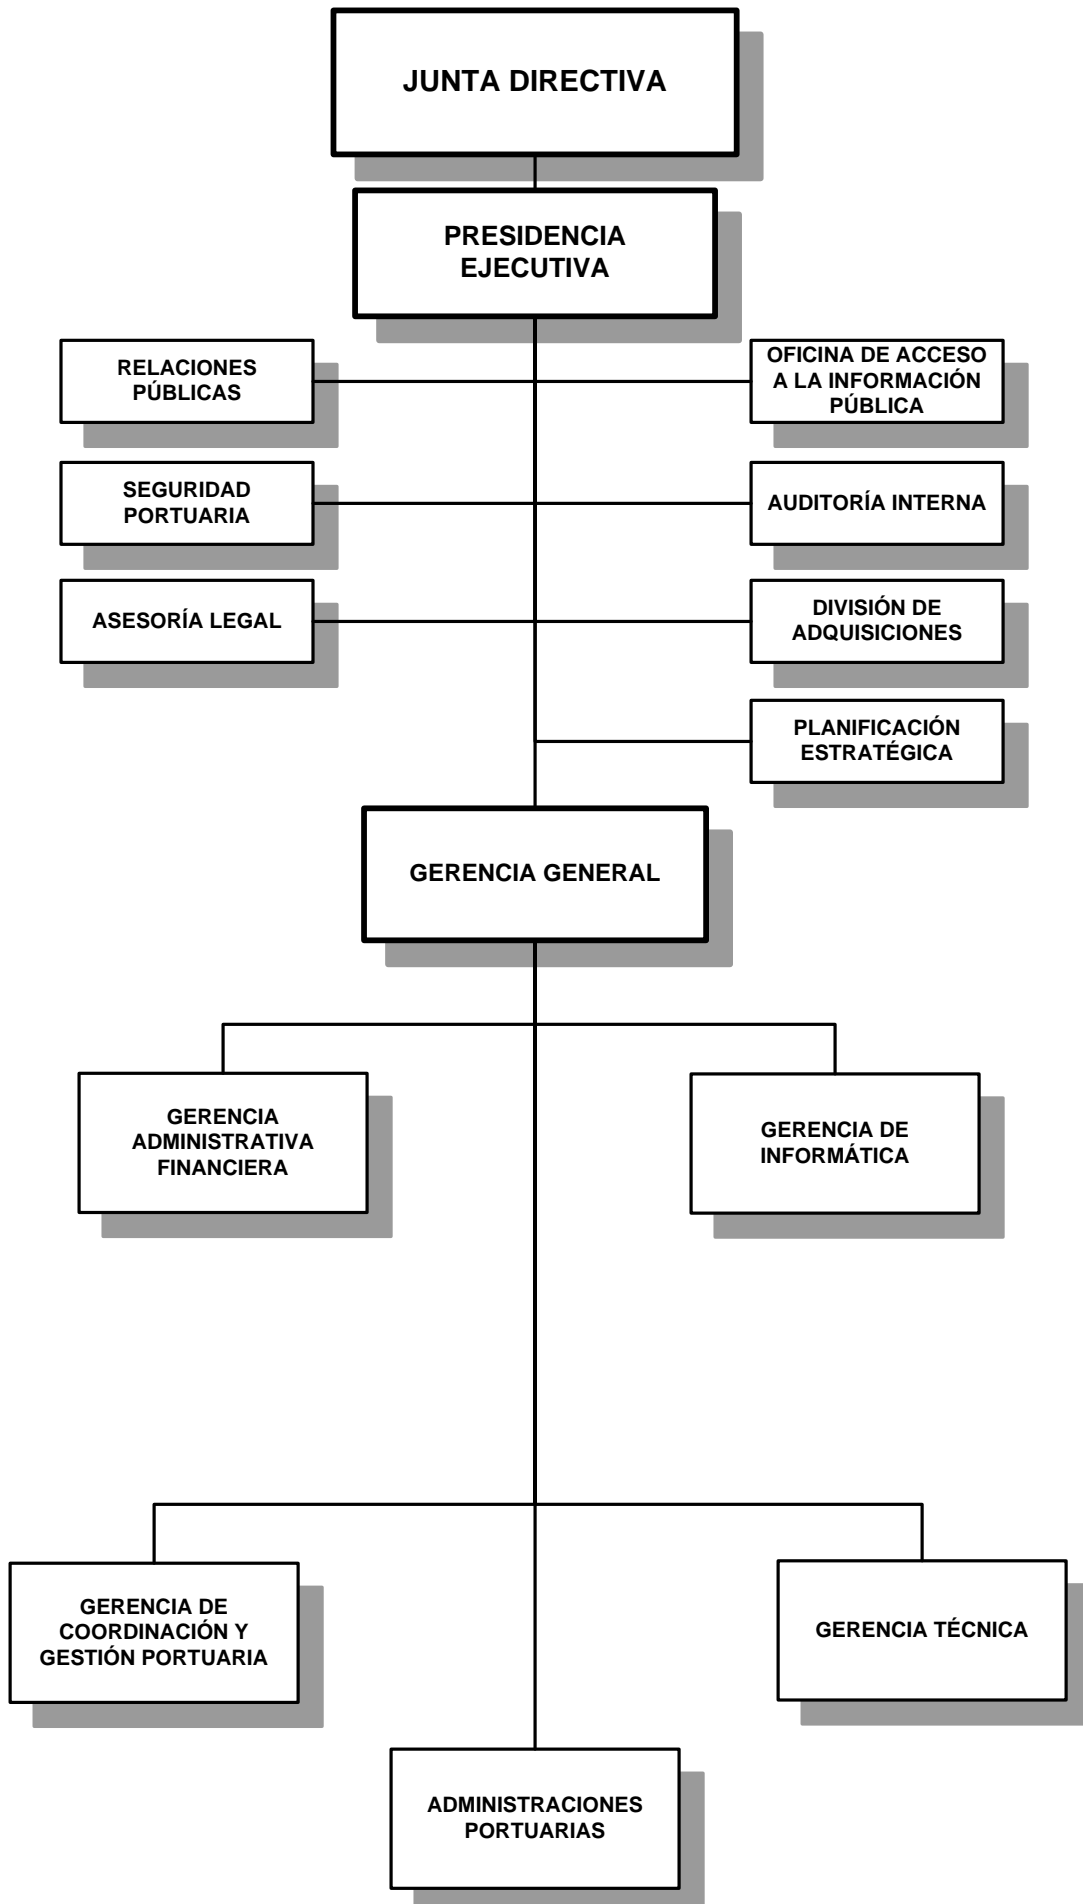 JUNTA DIRECTIVA
PRESIDENCIA
EJECUTIVA
RELACIONES
PÚBLICAS
OFICINA DE ACCESO
A LA INFORMACIÓN
PÚBLICA
SEGURIDAD
PORTUARIA
AUDITORÍA INTERNA
ASESORÍA LEGAL
DIVISIÓN DE
ADQUISICIONES
PLANIFICACIÓN
ESTRATÉGICA
GERENCIA GENERAL
GERENCIA
ADMINISTRATIVA
FINANCIERA
GERENCIA DE
INFORMÁTICA
GERENCIA DE
COORDINACIÓN Y
GESTIÓN PORTUARIA
GERENCIA TÉCNICA
ADMINISTRACIONES
PORTUARIAS